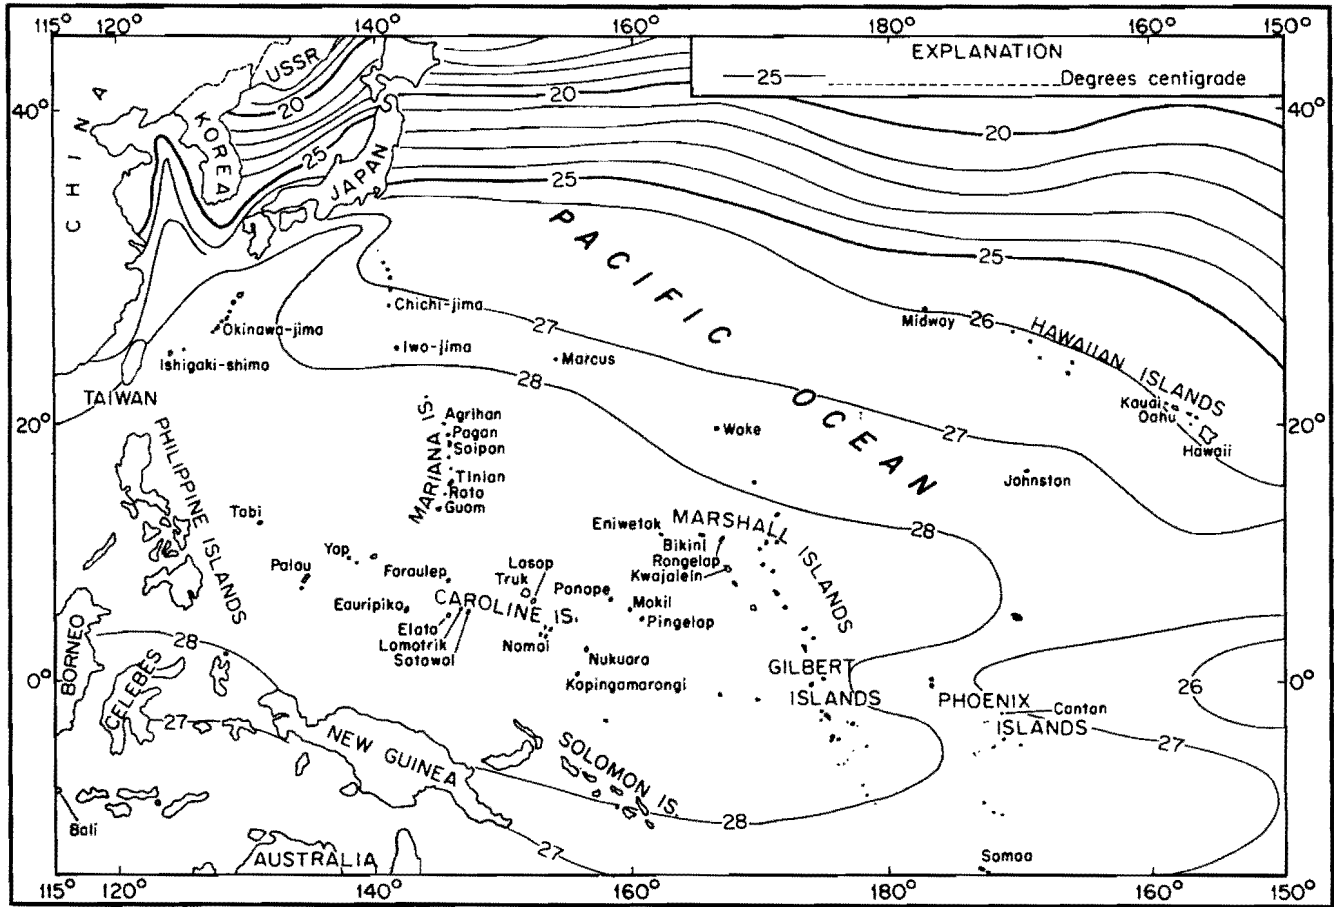 115° 120° 140° 160° 180° 160° 150°
EXPLANATION
25 Degrees centigrade
USSR
40° 20 20 20 40°
CHINA
KOREA
25
JAPAN
25
25
PACIFIC
OCEAN
Chichi-jima
27
Midway 26
HAWAIIAN ISLANDS
Okinawa-jima
Iwo-jima
Marcus
Ishigaki-shima
28
TAIWAN
Kauai
Oahu
Hawaii
20° 20°
MARIANA IS.
Agrihan
Pagan
Saipan
Tinian
Rota
Guam
Wake
27
Johnston
PHILIPPINE ISLANDS
Tobi
MARSHALL ISLANDS
Eniwetok
Bikini
Rongelap
Kwajalein
28
Yap
Palau
Faraulep
Losap
Truk
Ponape
Mokil
Pingelap
Eauripik
CAROLINE IS.
Elato
Lamotrik
Satawal
Nomoi
Nukuoro
Kapingamarangi
BORNEO
28
CELEBES
0° 0°
GILBERT
ISLANDS
PHOENIX
ISLANDS
Canton
26
27
27
NEW GUINEA
SOLOMON IS.
28
Bali
27
AUSTRALIA
Samoa
115° 120° 140° 160° 180° 160° 150°